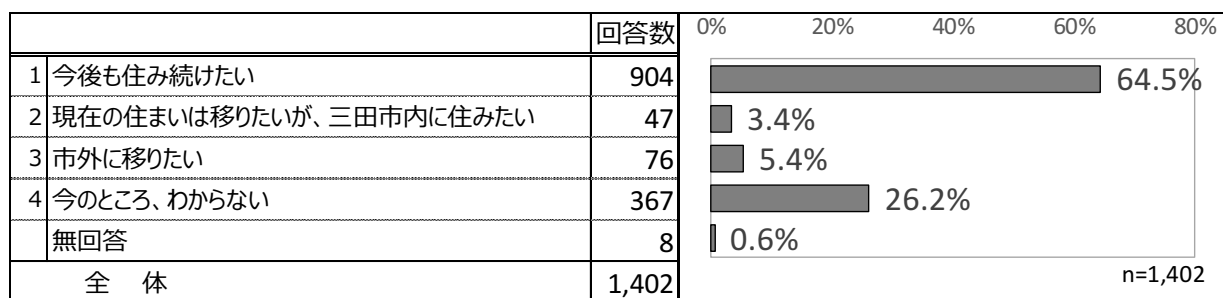 回答数 0% 20% 40% 60% 80%
1 今後も住み続けたい 904 64.5%
2 現在の住まいは移りたいが、三田市内に住みたい 47 3.4%
3 市外に移りたい 76 5.4%
4 今のところ、わからない 367 26.2%
無回答 8 0.6%
全 体 1,402 n=1,402